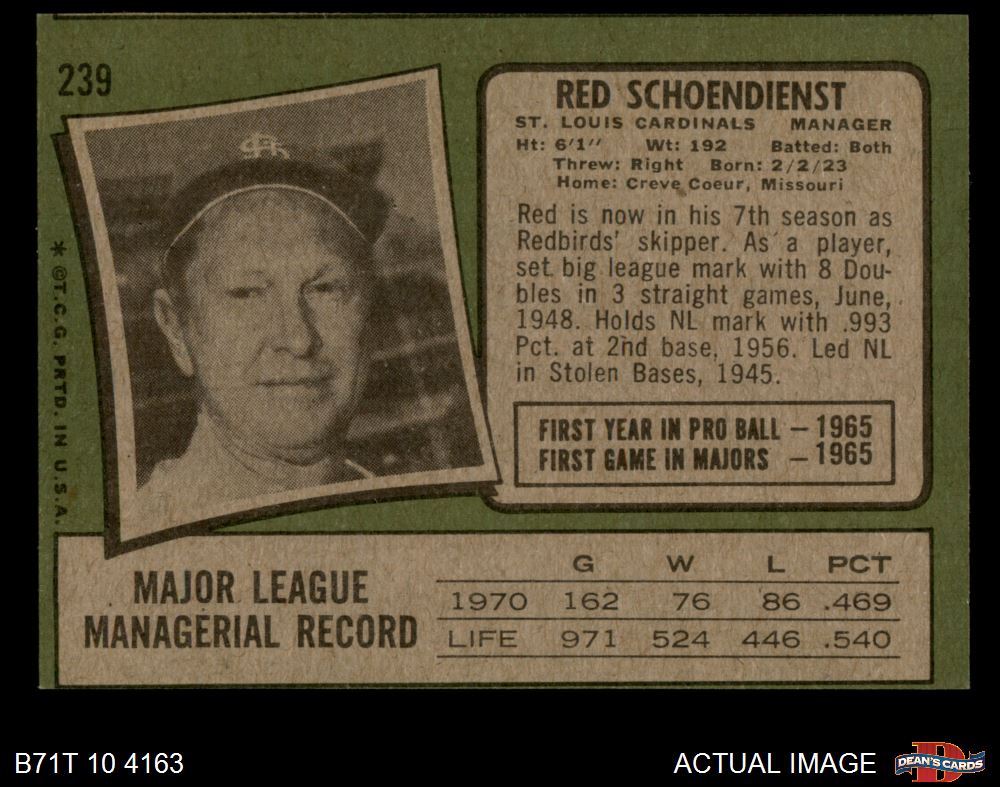 239
RED SCHOENDIENST
ST. LOUIS CARDINALS MANAGER
Ht: 6'1" Wt: 192 Batted: Both
Threw: Right Born: 2/2/23
Home: Creve Coeur, Missouri
Red is now in his 7th season as
Redbirds' skipper. As a player,
set big league mark with 8 Dou-
bles in 3 straight games, June,
1948. Holds NL mark with .993
Pct. at 2nd base, 1956. Led NL
in Stolen Bases, 1945.
FIRST YEAR IN PRO BALL — 1965
FIRST GAME IN MAJORS — 1965
* ©T.C.G. PRTD. IN U.S.A.
MAJOR LEAGUE
MANAGERIAL RECORD
G W L PCT
1970 162 76 86 .469
LIFE 971 524 446 .540
B71T 10 4163
ACTUAL IMAGE
DEAN'S CARDS